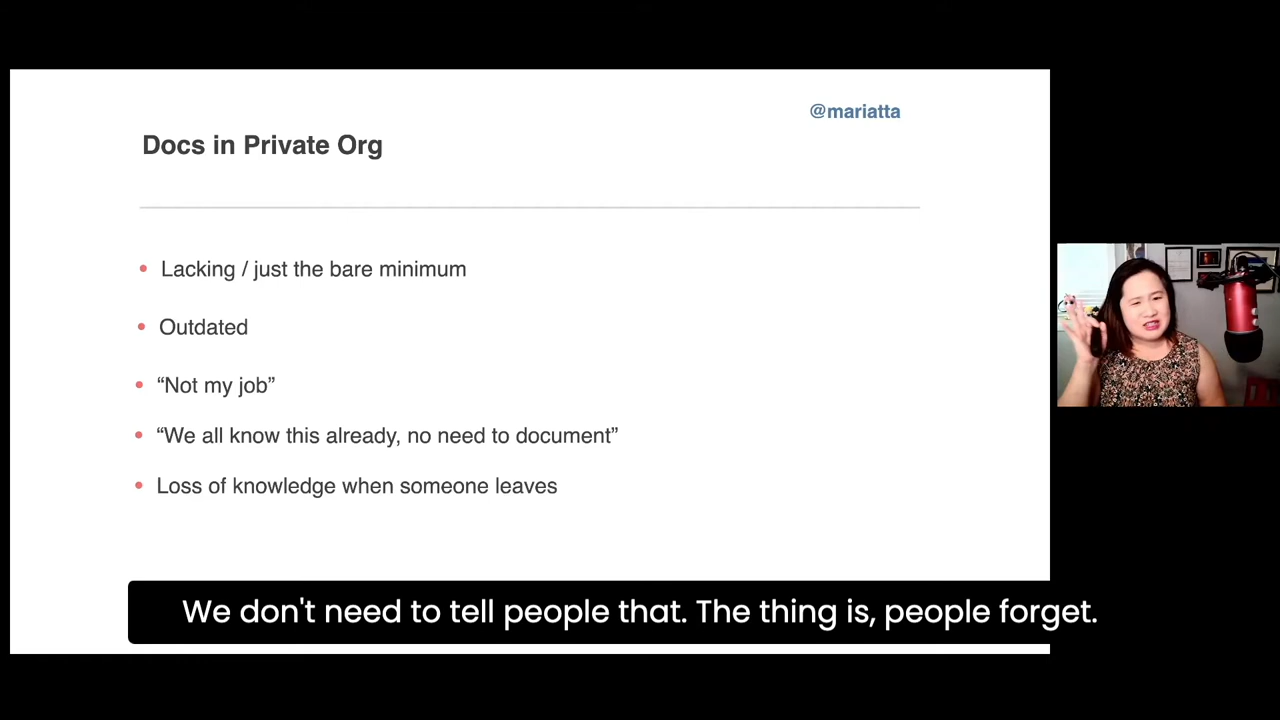 @mariatta
Docs in Private Org
• Lacking / just the bare minimum
• Outdated
• “Not my job”
• “We all know this already, no need to document”
• Loss of knowledge when someone leaves
We don't need to tell people that. The thing is, people forget.